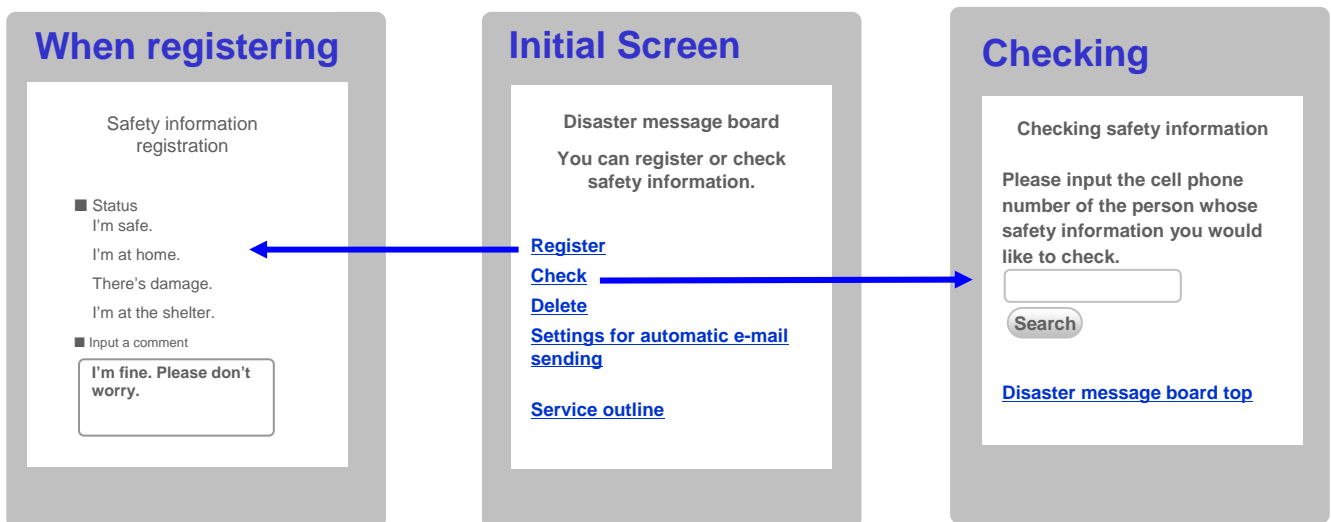 When registering
Safety information
registration
■ Status
I'm safe.
I'm at home.
There's damage.
I'm at the shelter.
■ Input a comment
I'm fine. Please don't
worry.
Initial Screen
Disaster message board
You can register or check
safety information.
Register
Check
Delete
Settings for automatic e-mail
sending
Service outline
Checking
Checking safety information
Please input the cell phone
number of the person whose
safety information you would
like to check.
Search
Disaster message board top